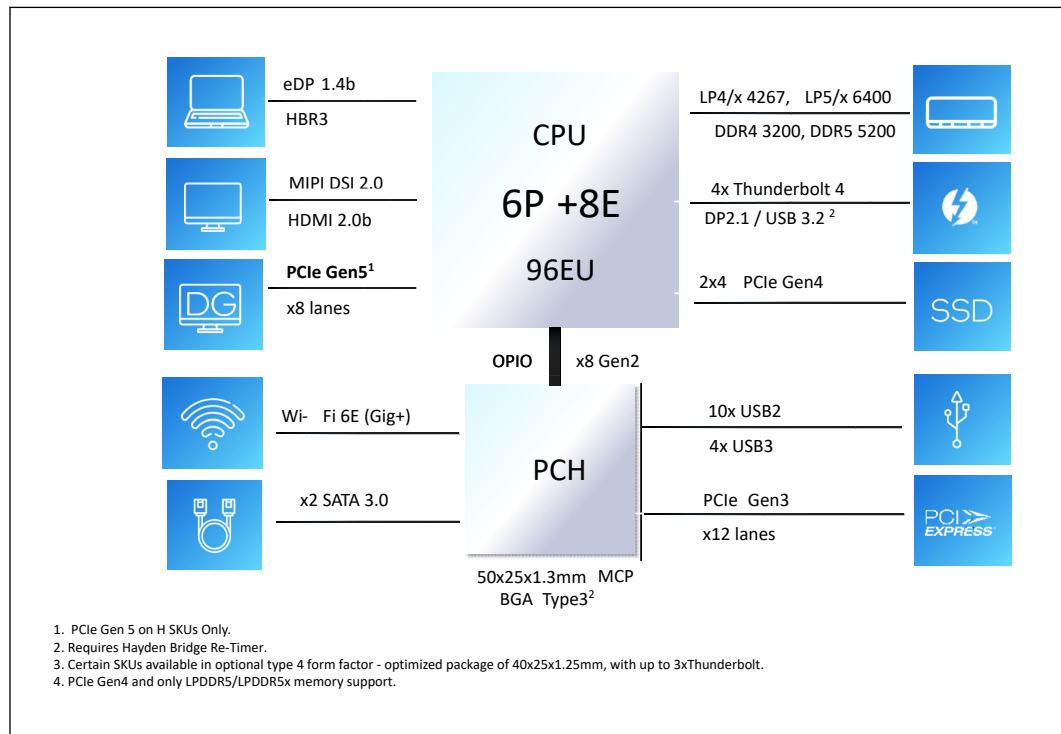 eDP 1.4b
HBR3
MIPI DSI 2.0
HDMI 2.0b
PCIe Gen5¹
x8 lanes
DG
CPU
6P +8E
96EU
LP4/x 4267, LP5/x 6400
DDR4 3200, DDR5 5200
4x Thunderbolt 4
DP2.1 / USB 3.2 ²
2x4 PCIe Gen4
SSD
OPIO
x8 Gen2
Wi- Fi 6E (Gig+)
x2 SATA 3.0
PCH
10x USB2
4x USB3
PCIe Gen3
x12 lanes
PCI
EXPRESS®
50x25x1.3mm MCP
BGA Type3²
1. PCIe Gen 5 on H SKUs Only.
2. Requires Hayden Bridge Re-Timer.
3. Certain SKUs available in optional type 4 form factor - optimized package of 40x25x1.25mm, with up to 3xThunderbolt.
4. PCIe Gen4 and only LPDDR5/LPDDR5x memory support.